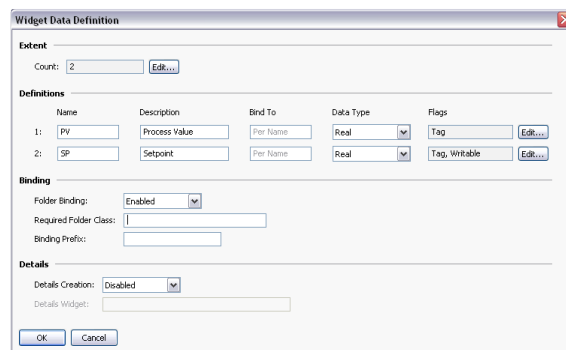 Widget Data Definition
Extent
Count: 2 Edit...
Definitions
Name Description Bind To Data Type Flags
1: PV Process Value Per Name Real Tag Edit...
2: SP Setpoint Per Name Real Tag, Writable Edit...
Binding
Folder Binding: Enabled
Required Folder Class:
Binding Prefix:
Details
Details Creation: Disabled
Details Widget:
OK Cancel